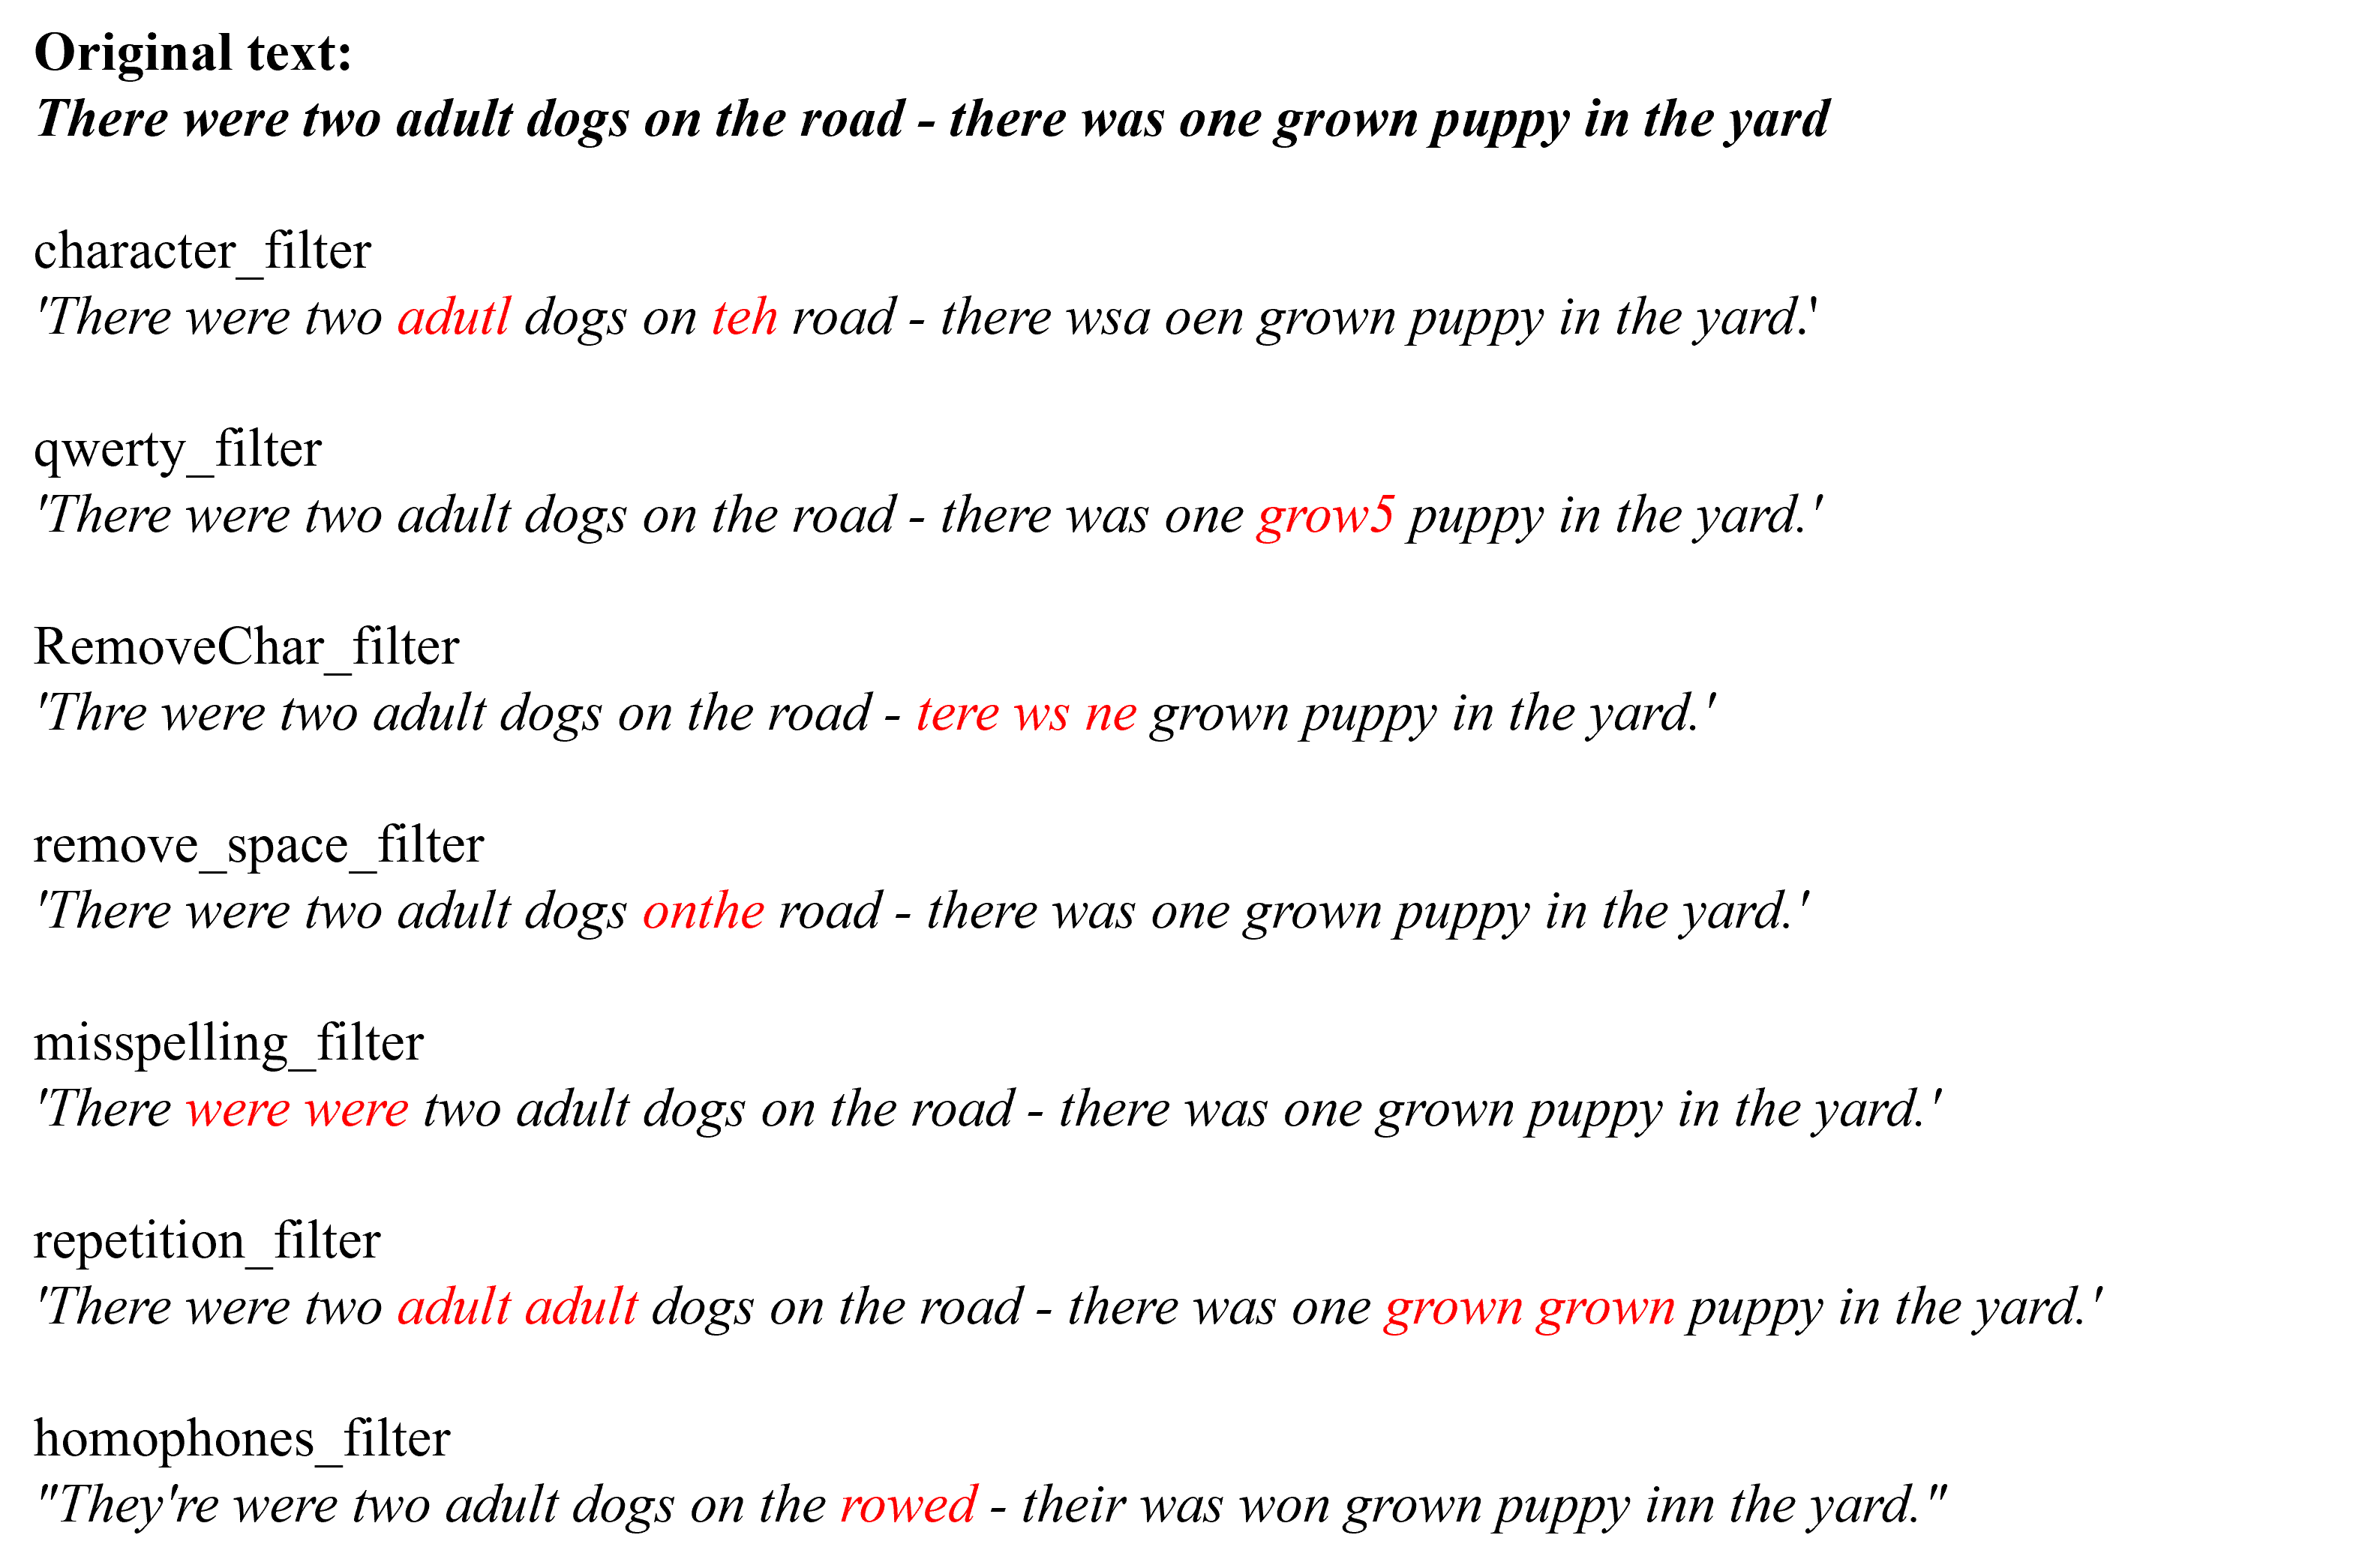 Original text:
There were two adult dogs on the road - there was one grown puppy in the yard
character_filter
'There were two adutl dogs on teh road - there wsa oen grown puppy in the yard.'
qwerty_filter
'There were two adult dogs on the road - there was one grow5 puppy in the yard.'
RemoveChar_filter
'Thre were two adult dogs on the road - tere ws ne grown puppy in the yard.'
remove_space_filter
'There were two adult dogs onthe road - there was one grown puppy in the yard.'
misspelling_filter
'There were were two adult dogs on the road - there was one grown puppy in the yard.'
repetition_filter
'There were two adult adult dogs on the road - there was one grown grown puppy in the yard.'
homophones_filter
"They're were two adult dogs on the rowed - their was won grown puppy inn the yard."